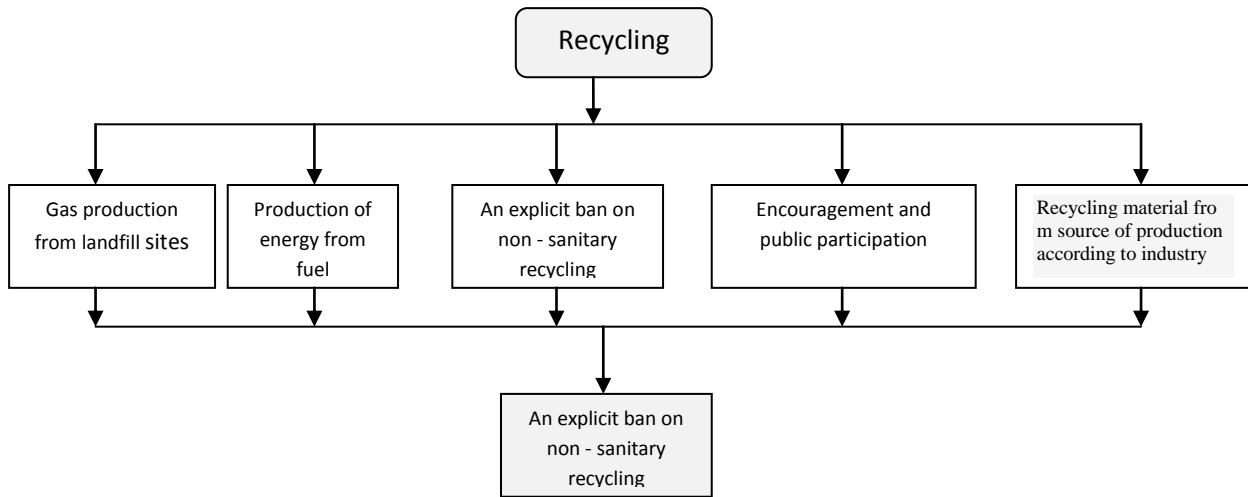 Recycling
Gas production
from landfill sites
Production of
energy from
fuel
An explicit ban on
non - sanitary
recycling
Encouragement and
public participation
Recycling material fro
m source of production
according to industry
An explicit ban on
non - sanitary
recycling